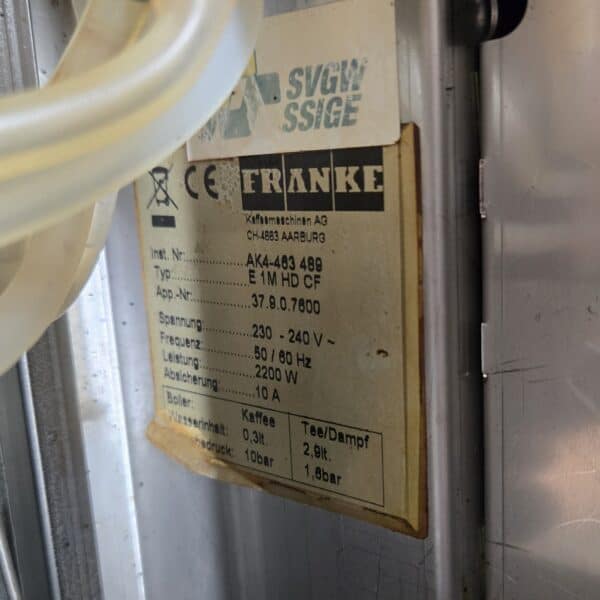 SVGW
SSIGE
CE FRANKE
Kaffeemaschinen AG
CH-4663 AARBURG
Inst. Nr:..............AK4-463 489
Typ:..............E 1M HD CF
App.-Nr:..............37.9.0.7600
Spannung..............230 - 240 V ~
Frequenz:..............50 / 60 Hz
Leistung:..............2200 W
Absicherung:..............10 A
Boiler: Kaffee Tee/Dampf
Wasserinhalt: 0,3lt. 2,9lt.
10bar 1,6bar